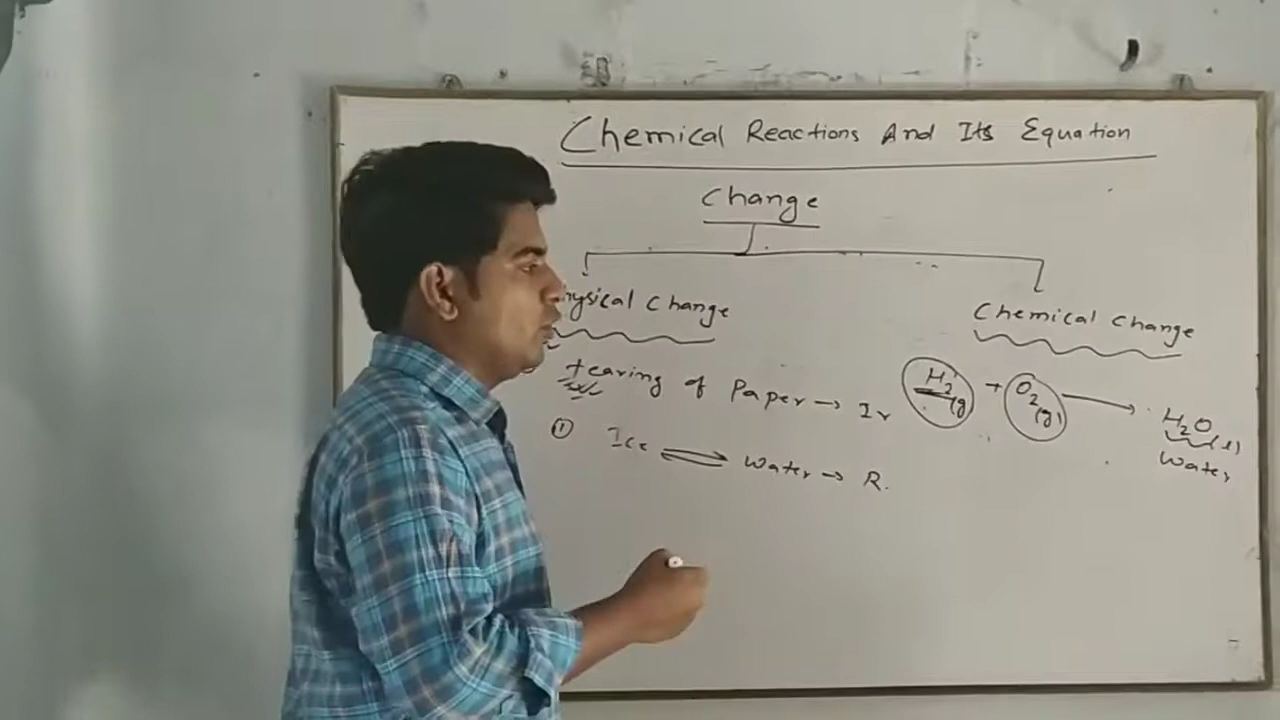 Chemical Reactions And Its Equation
Change
hysical Change
Chemical Change
tearing of Paper → Ir
H2(g) + O2(g) → H2O(l)
Water
① Ice ⇌ Water → R.